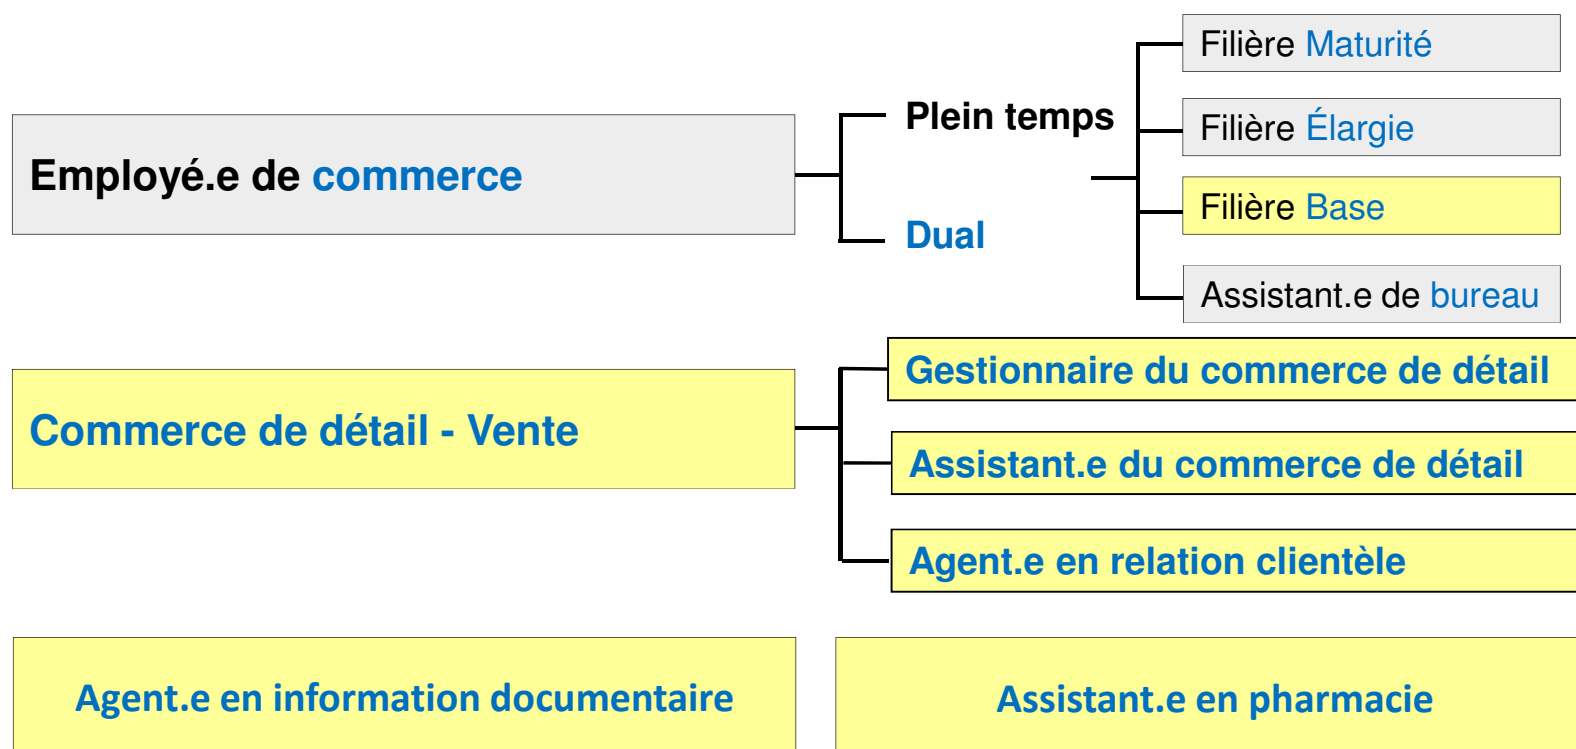 Filière Maturité
Plein temps
Filière Élargie
Employé.e de commerce
Filière Base
Dual
Assistant.e de bureau
Gestionnaire du commerce de détail
Commerce de détail - Vente
Assistant.e du commerce de détail
Agent.e en relation clientèle
Agent.e en information documentaire
Assistant.e en pharmacie